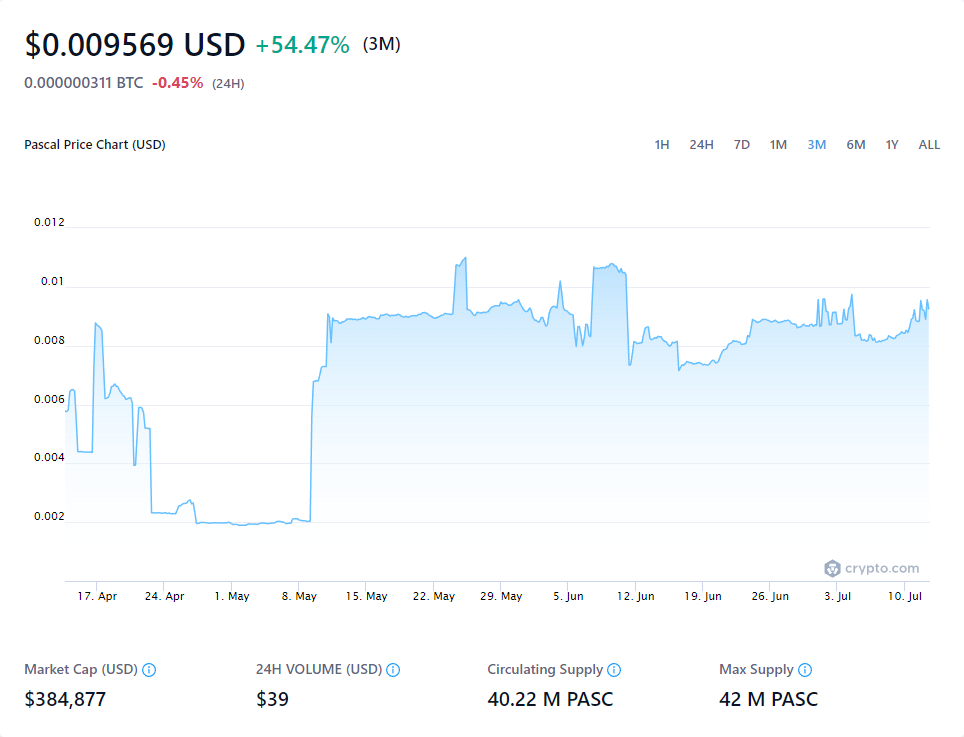 $0.009569 USD +54.47% (3M)
0.000000311 BTC -0.45% (24H)
Pascal Price Chart (USD) 1H 24H 7D 1M 3M 6M 1Y ALL
0.012
0.01
0.008
0.006
0.004
0.002
crypto.com
17. Apr 24. Apr 1. May 8. May 15. May 22. May 29. May 5. Jun 12. Jun 19. Jun 26. Jun 3. Jul 10. Jul
Market Cap (USD) 24H VOLUME (USD) Circulating Supply Max Supply
$384,877 $39 40.22 M PASC 42 M PASC